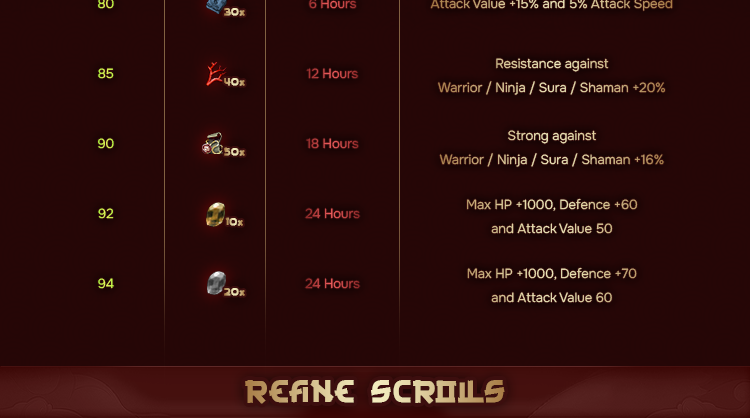 80
30x
6 Hours
Attack Value +15% and 5% Attack Speed
85
40x
12 Hours
Resistance against
Warrior / Ninja / Sura / Shaman +20%
90
50x
18 Hours
Strong against
Warrior / Ninja / Sura / Shaman +16%
92
10x
24 Hours
Max HP +1000, Defence +60
and Attack Value 50
94
20x
24 Hours
Max HP +1000, Defence +70
and Attack Value 60
REFINE SCROLLS